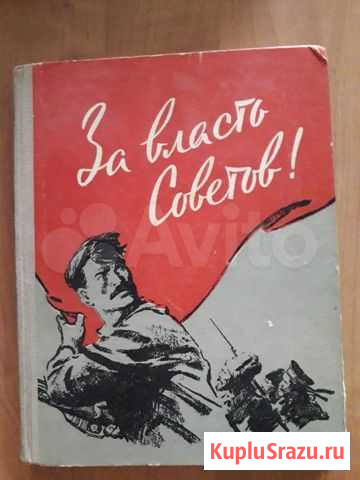 За власть
Советов!
Avito
KupluSrazu.ru